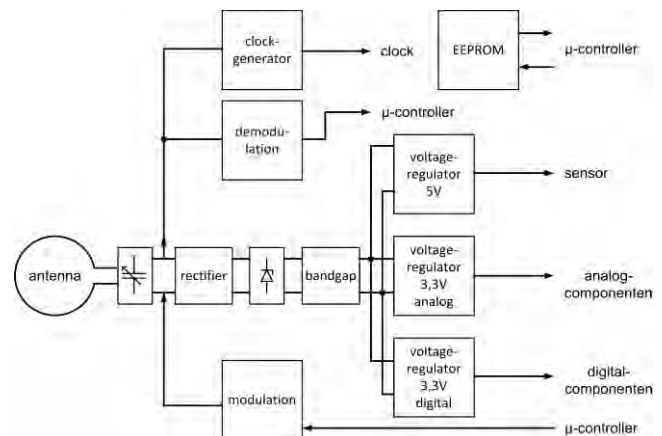 clock-
generator
clock
EEPROM
µ-controller
demodu-
lation
µ-controller
voltage-
regulator
5V
sensor
antenna
rectifier
bandgap
voltage-
regulator
3,3V
analog
analog-
componenten
voltage-
regulator
3,3V
digital
digital-
componenten
modulation
µ-controller